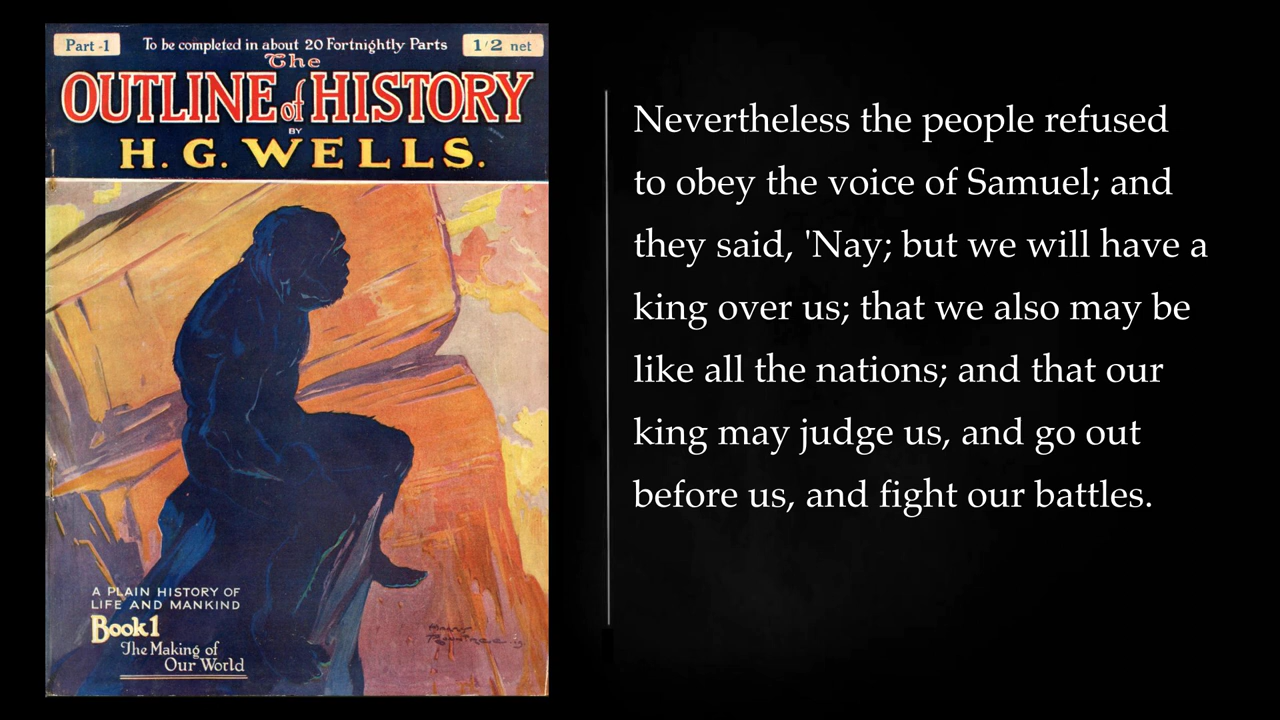 Part -1
To be completed in about 20 Fortnightly Parts
1/2 net
The
OUTLINE of HISTORY
BY
H. G. WELLS.
A PLAIN HISTORY OF
LIFE AND MANKIND
Book 1
The Making of
Our World
Nevertheless the people refused
to obey the voice of Samuel; and
they said, 'Nay; but we will have a
king over us; that we also may be
like all the nations; and that our
king may judge us, and go out
before us, and fight our battles.